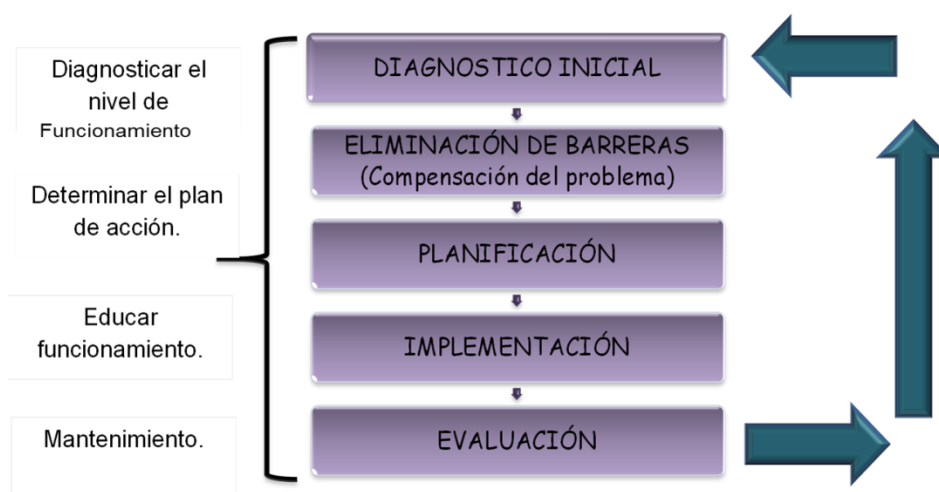 Diagnosticar el
nivel de
Funcionamiento
Determinar el plan
de acción.
Educar
funcionamiento.
Mantenimiento.
DIAGNOSTICO INICIAL
ELIMINACIÓN DE BARRERAS
(Compensación del problema)
PLANIFICACIÓN
IMPLEMENTACIÓN
EVALUACIÓN